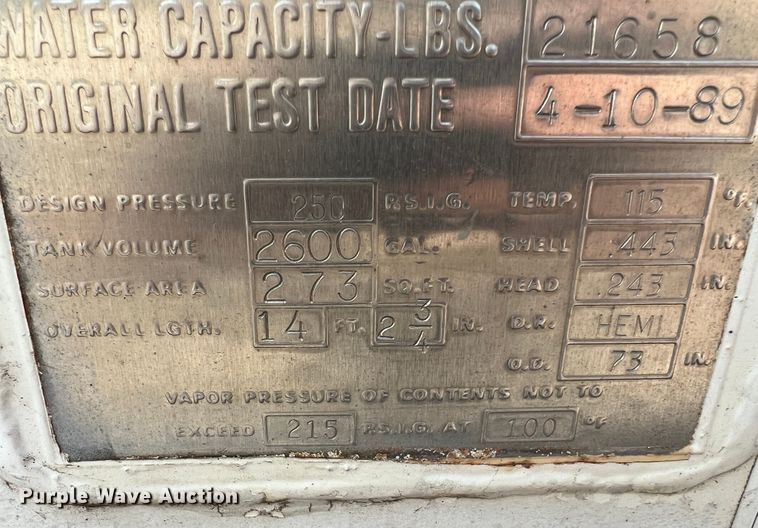 WATER CAPACITY-LBS. 21658
ORIGINAL TEST DATE 4-10-89
DESIGN PRESSURE 250 P.S.I.G. TEMP. 115 °F.
TANK VOLUME 2600 GAL. SHELL .443 IN.
SURFACE AREA 273 SQ.FT. HEAD .243 IN.
OVERALL LGTH. 14 FT. 2 3/4 IN. D.R. HEMI
O.D. 73 IN.
VAPOR PRESSURE OF CONTENTS NOT TO
EXCEED 215 P.S.I.G. AT 100 °F
Purple Wave Auction